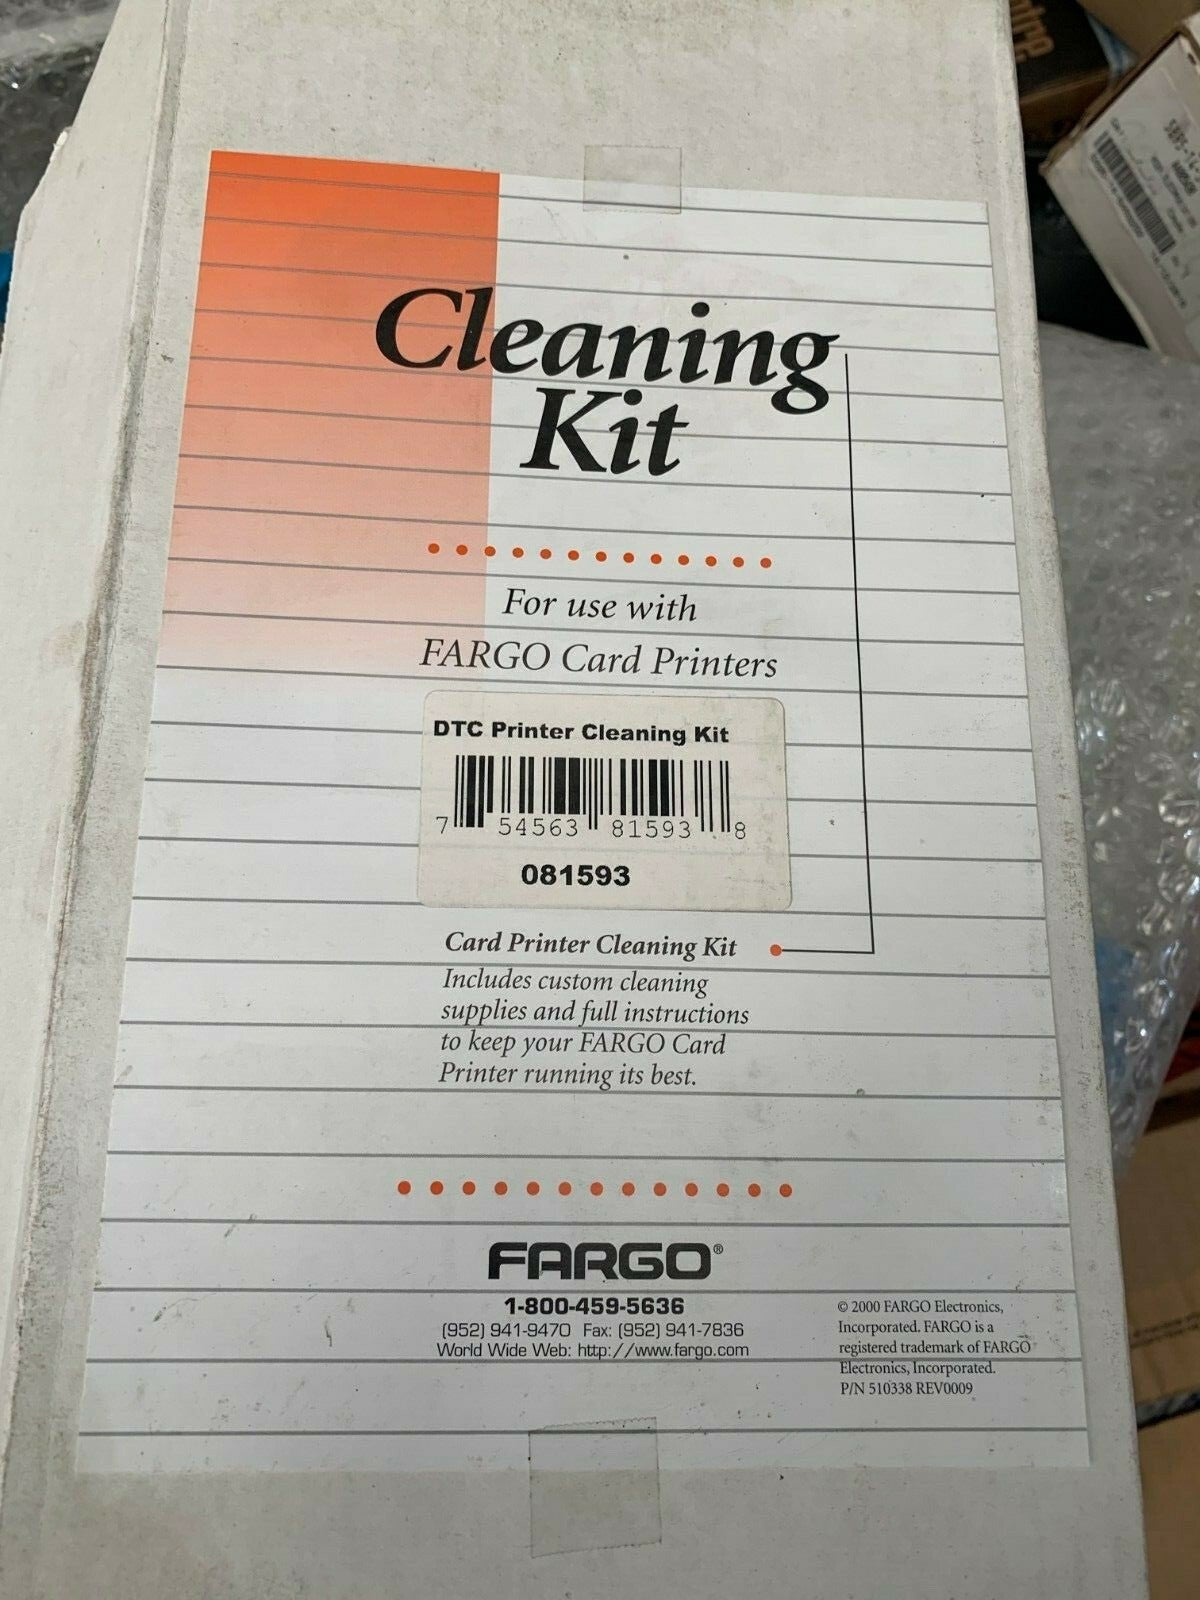 Cleaning
Kit
For use with
FARGO Card Printers
DTC Printer Cleaning Kit
7 54563 81593 8
081593
Card Printer Cleaning Kit
Includes custom cleaning
supplies and full instructions
to keep your FARGO Card
Printer running its best.
FARGO®
1-800-459-5636
(952) 941-9470 Fax: (952) 941-7836
World Wide Web: http://www.fargo.com
© 2000 FARGO Electronics,
Incorporated. FARGO is a
registered trademark of FARGO
Electronics, Incorporated.
P/N 510338 REV0009